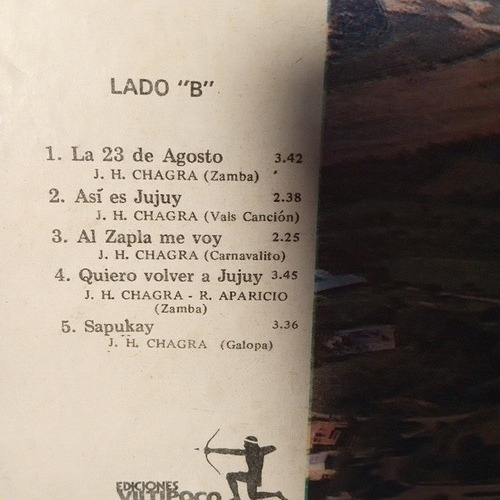 LADO "B"
1. La 23 de Agosto 3.42
J. H. CHAGRA (Zamba)
2. Así es Jujuy 2.38
J. H. CHAGRA (Vals Canción)
3. Al Zapla me voy 2.25
J. H. CHAGRA (Carnavalito)
4. Quiero volver a Jujuy 3.45
J. H. CHAGRA - R. APARICIO
(Zamba)
5. Sapukay 3.36
J. H. CHAGRA (Galopa)
EDICIONES
VILTIPOCO